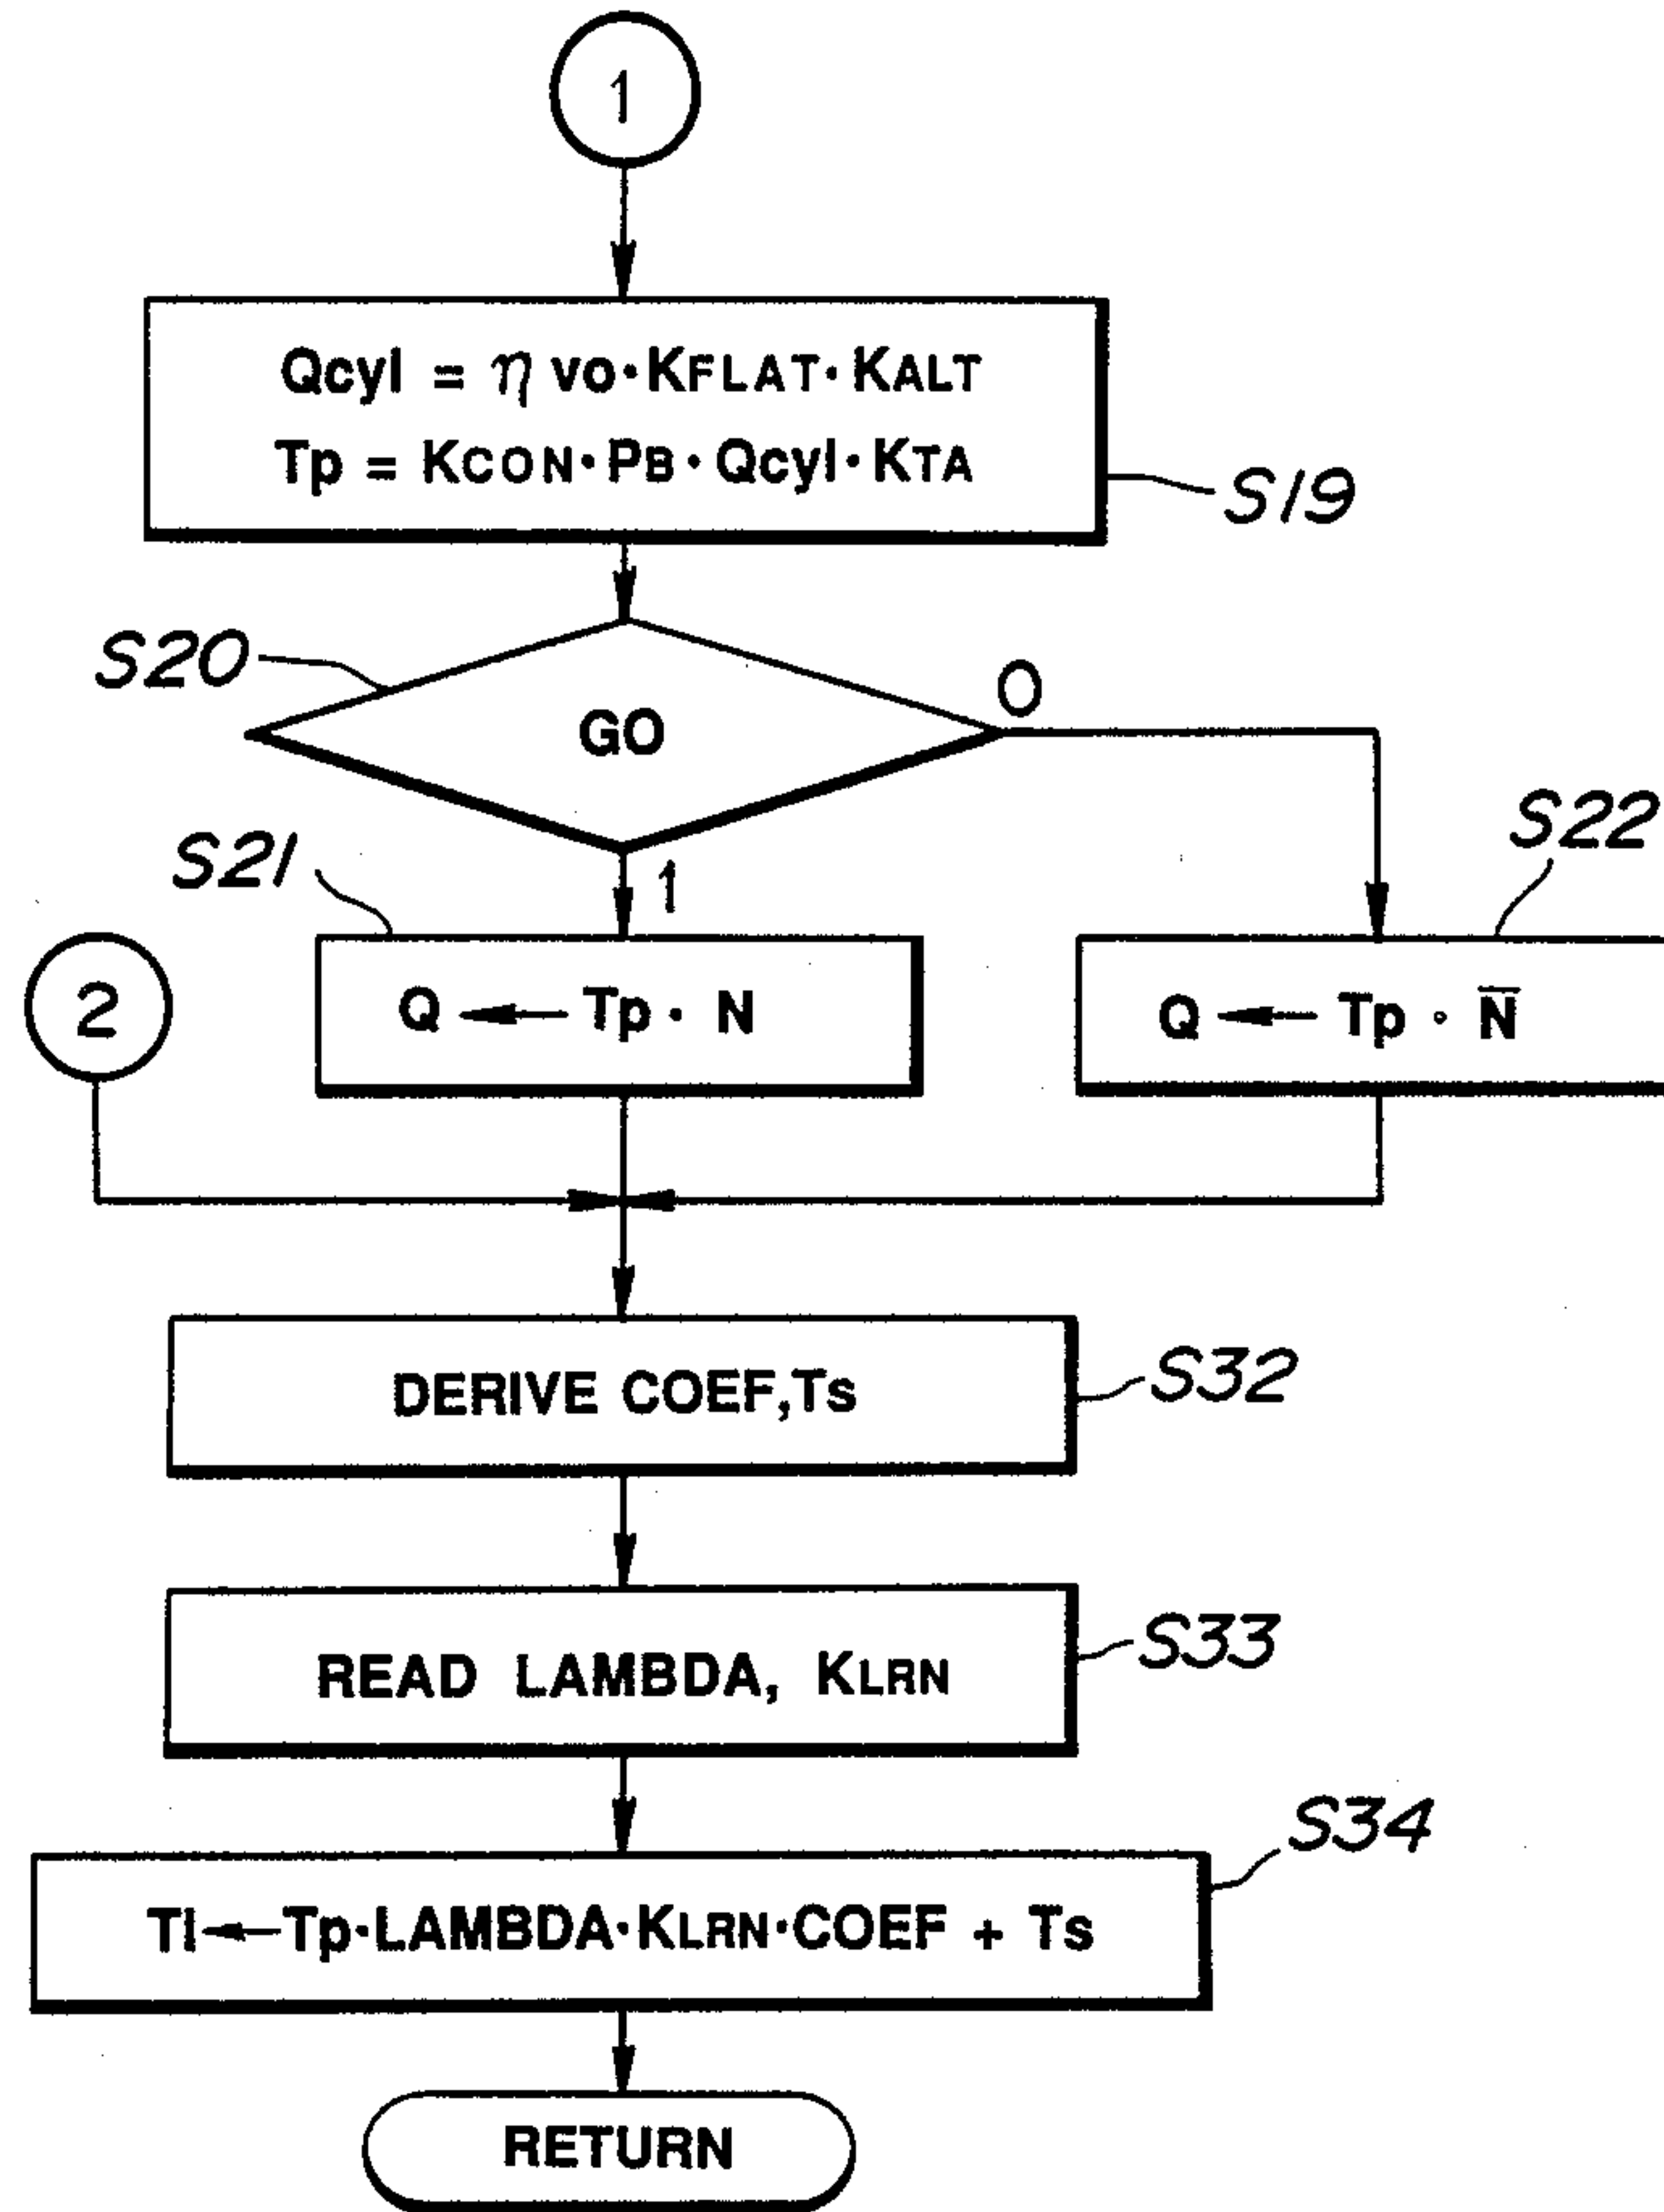 1
Qcyl = η vo·KFLAT·KALT
Tp = KCON·PB·Qcyl·KTA
S19
S20
GO
0
S21
1
S22
2
Q ← Tp · N
Q ← Tp · N̅
DERIVE COEF,Ts
S32
READ LAMBDA, KLRN
S33
S34
TI←Tp·LAMBDA·KLRN·COEF + Ts
RETURN